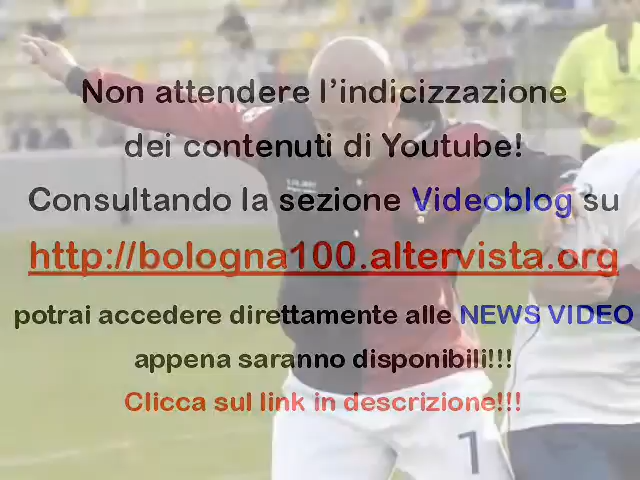 Non attendere l'indicizzazione
dei contenuti di Youtube!
Consultando la sezione Videoblog su
http://bologna100.altervista.org
potrai accedere direttamente alle NEWS VIDEO
appena saranno disponibili!!!
Clicca sul link in descrizione!!!
1